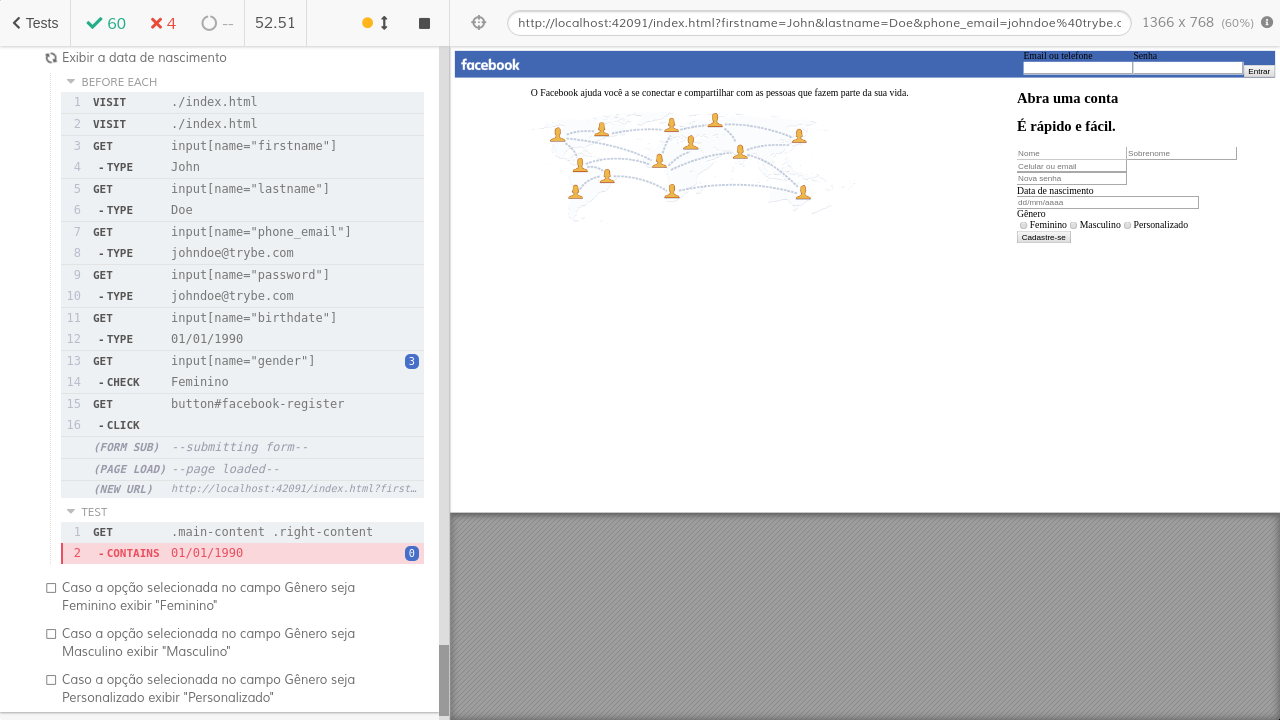 Tests
60
4
--
52.51
http://localhost:42091/index.html?firstname=John&lastname=Doe&phone_email=johndoe%40trybe.c
1366 x 768 (60%)
Exibir a data de nascimento
BEFORE EACH
1 VISIT ./index.html
2 VISIT ./index.html
3 GET input[name="firstname"]
4 -TYPE John
5 GET input[name="lastname"]
6 -TYPE Doe
7 GET input[name="phone_email"]
8 -TYPE johndoe@trybe.com
9 GET input[name="password"]
10 -TYPE johndoe@trybe.com
11 GET input[name="birthdate"]
12 -TYPE 01/01/1990
13 GET input[name="gender"] 3
14 -CHECK Feminino
15 GET button#facebook-register
16 -CLICK
(FORM SUB) --submitting form--
(PAGE LOAD) --page loaded--
(NEW URL) http://localhost:42091/index.html?first…
TEST
1 GET .main-content .right-content
2 -CONTAINS 01/01/1990 0
Caso a opção selecionada no campo Gênero seja
Feminino exibir "Feminino"
Caso a opção selecionada no campo Gênero seja
Masculino exibir "Masculino"
Caso a opção selecionada no campo Gênero seja
Personalizado exibir "Personalizado"
facebook
Email ou telefone
Senha
Entrar
O Facebook ajuda você a se conectar e compartilhar com as pessoas que fazem parte da sua vida.
Abra uma conta
É rápido e fácil.
Nome
Sobrenome
Celular ou email
Nova senha
Data de nascimento
dd/mm/aaaa
Gênero
Feminino Masculino Personalizado
Cadastre-se